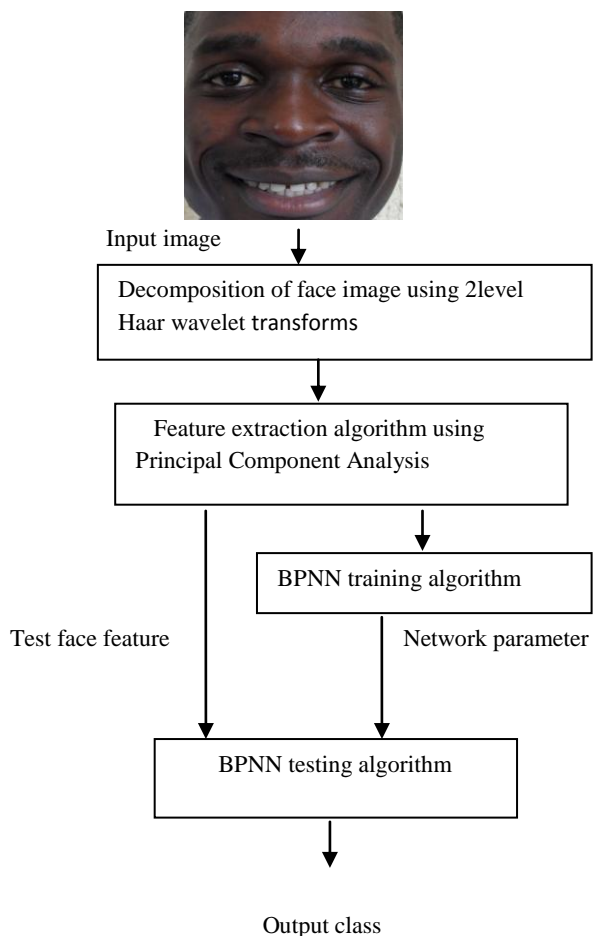 Input image
Decomposition of face image using 2level
Haar wavelet transforms
Feature extraction algorithm using
Principal Component Analysis
BPNN training algorithm
Test face feature
Network parameter
BPNN testing algorithm
Output class